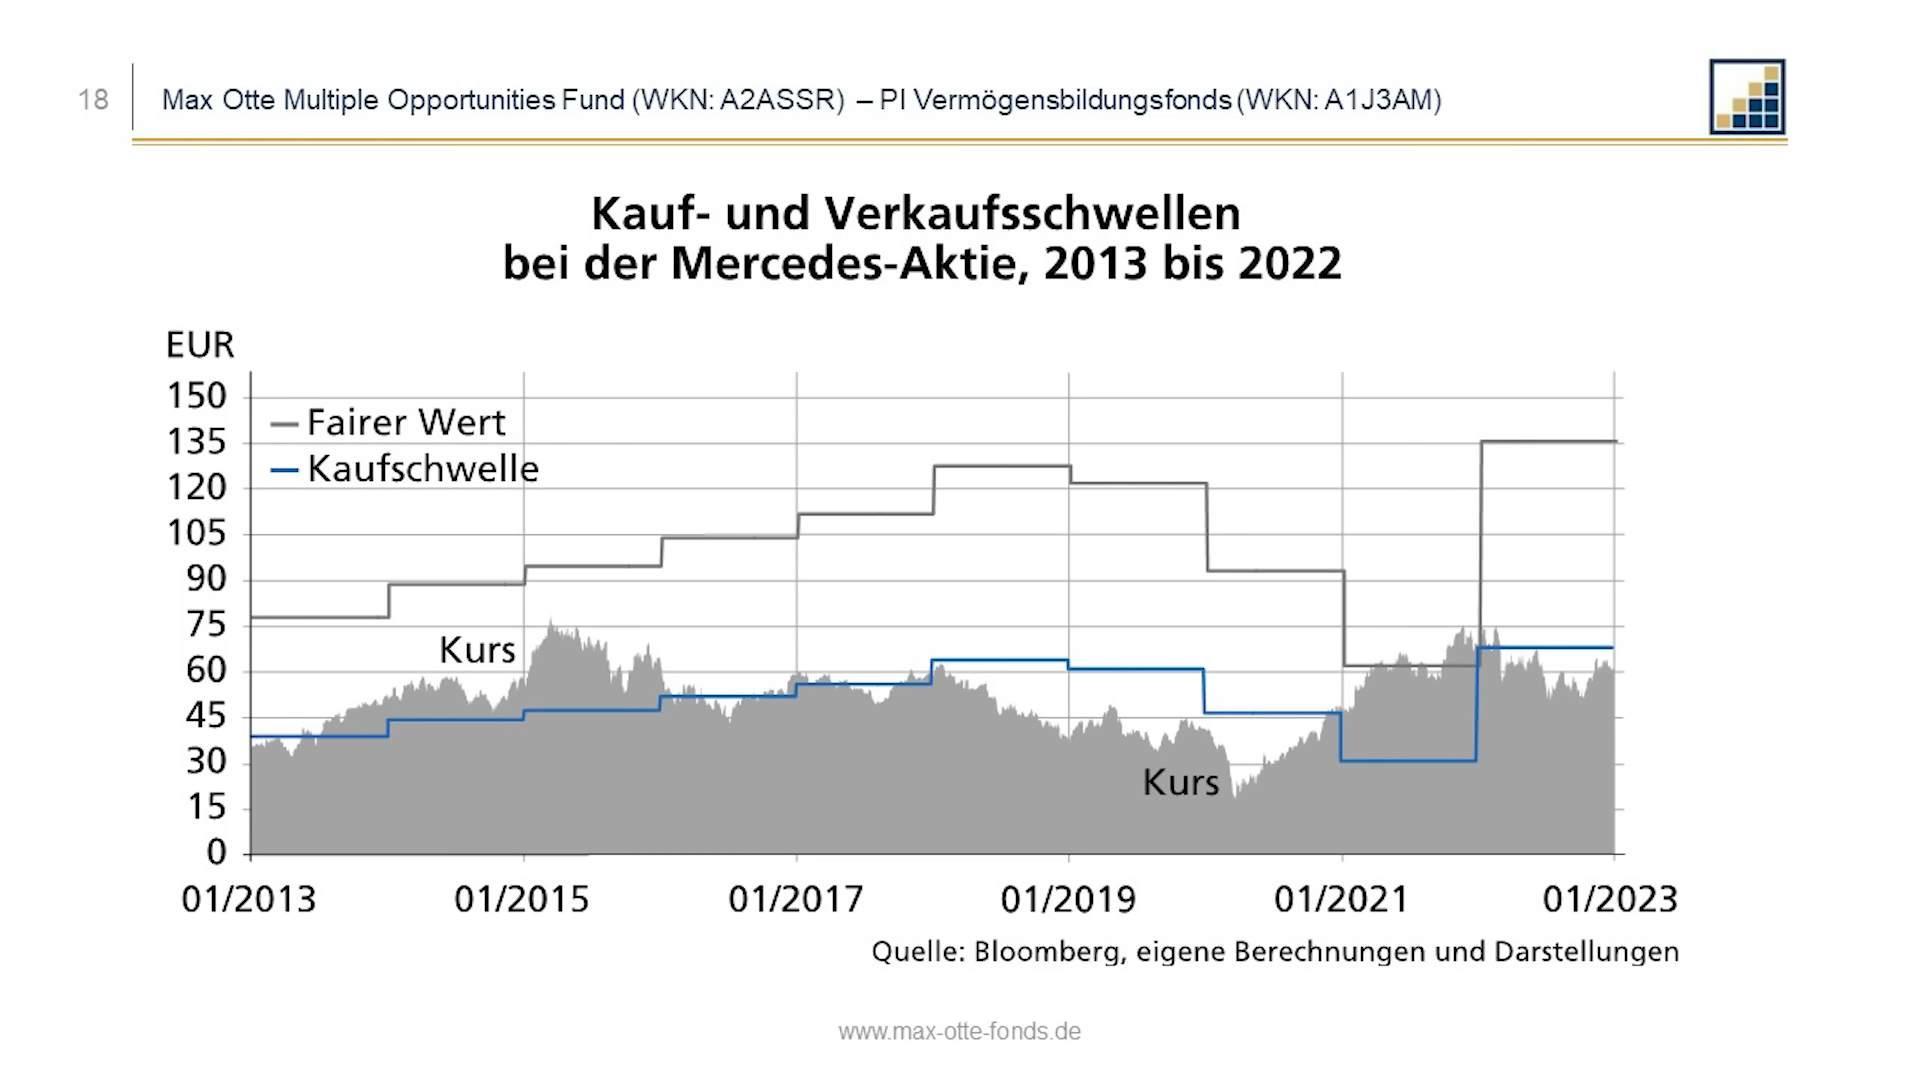 18
Max Otte Multiple Opportunities Fund (WKN: A2ASSR) – PI Vermögensbildungsfonds (WKN: A1J3AM)
Kauf- und Verkaufsschwellen
bei der Mercedes-Aktie, 2013 bis 2022
EUR
150
Fairer Wert
135
Kaufschwelle
120
105
90
75
Kurs
60
45
30
Kurs
15
0
01/2013 01/2015 01/2017 01/2019 01/2021 01/2023
Quelle: Bloomberg, eigene Berechnungen und Darstellungen
www.max-otte-fonds.de